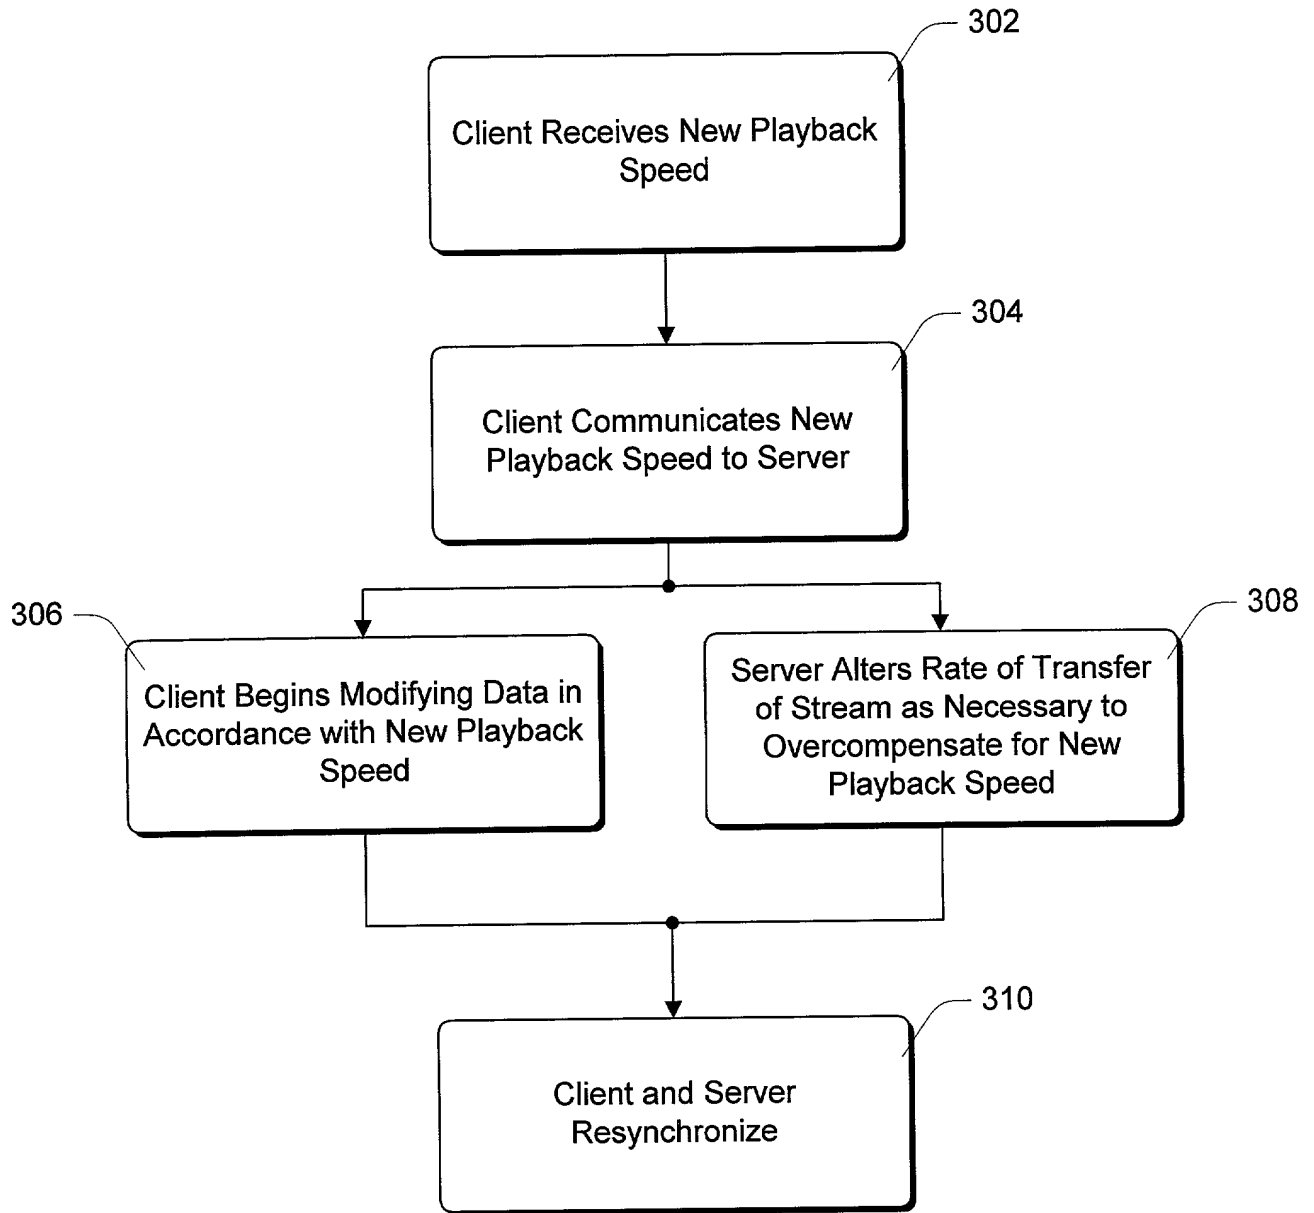 302
Client Receives New Playback
Speed
304
Client Communicates New
Playback Speed to Server
306
Client Begins Modifying Data in
Accordance with New Playback
Speed
308
Server Alters Rate of Transfer
of Stream as Necessary to
Overcompensate for New
Playback Speed
310
Client and Server
Resynchronize